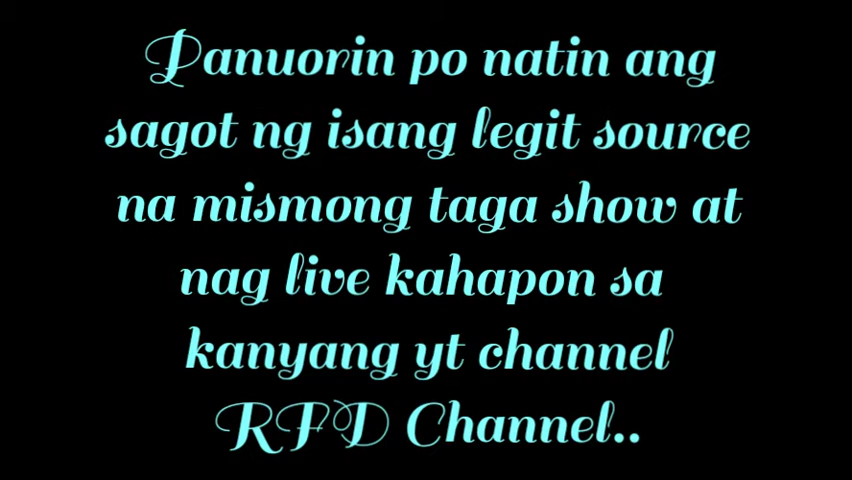 Panuorin po natin ang
sagot ng isang legit source
na mismong taga show at
nag live kahapon sa
kanyang yt channel
RFD Channel..